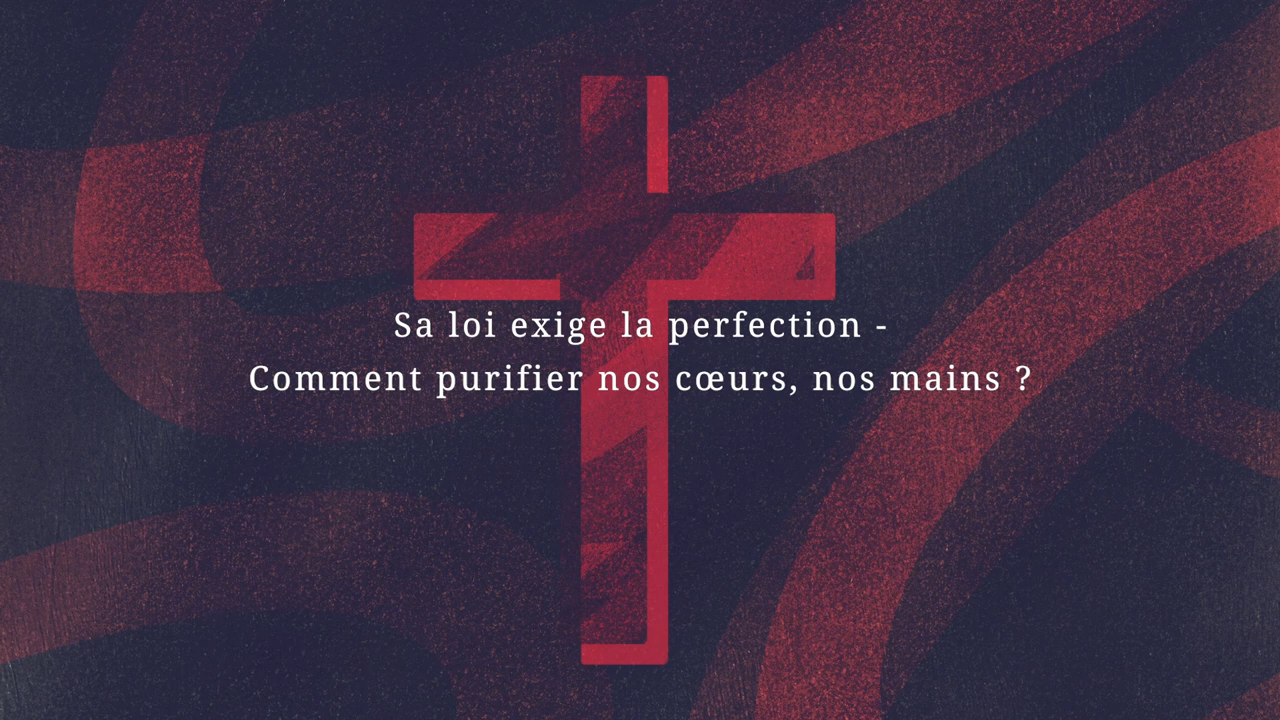 Sa loi exige la perfection -
Comment purifier nos cœurs, nos mains ?